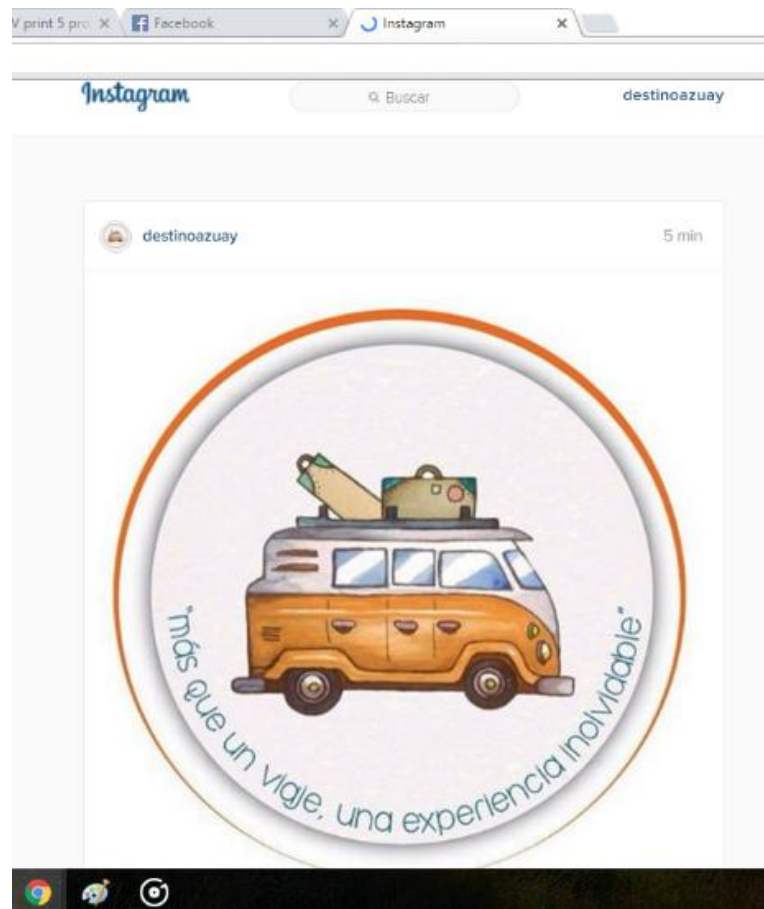 V print 5 pro
Facebook
Instagram
Instagram
Buscar
destinoazuay
destinoazuay
5 min
"más que un viaje, una experiencia inolvidable"